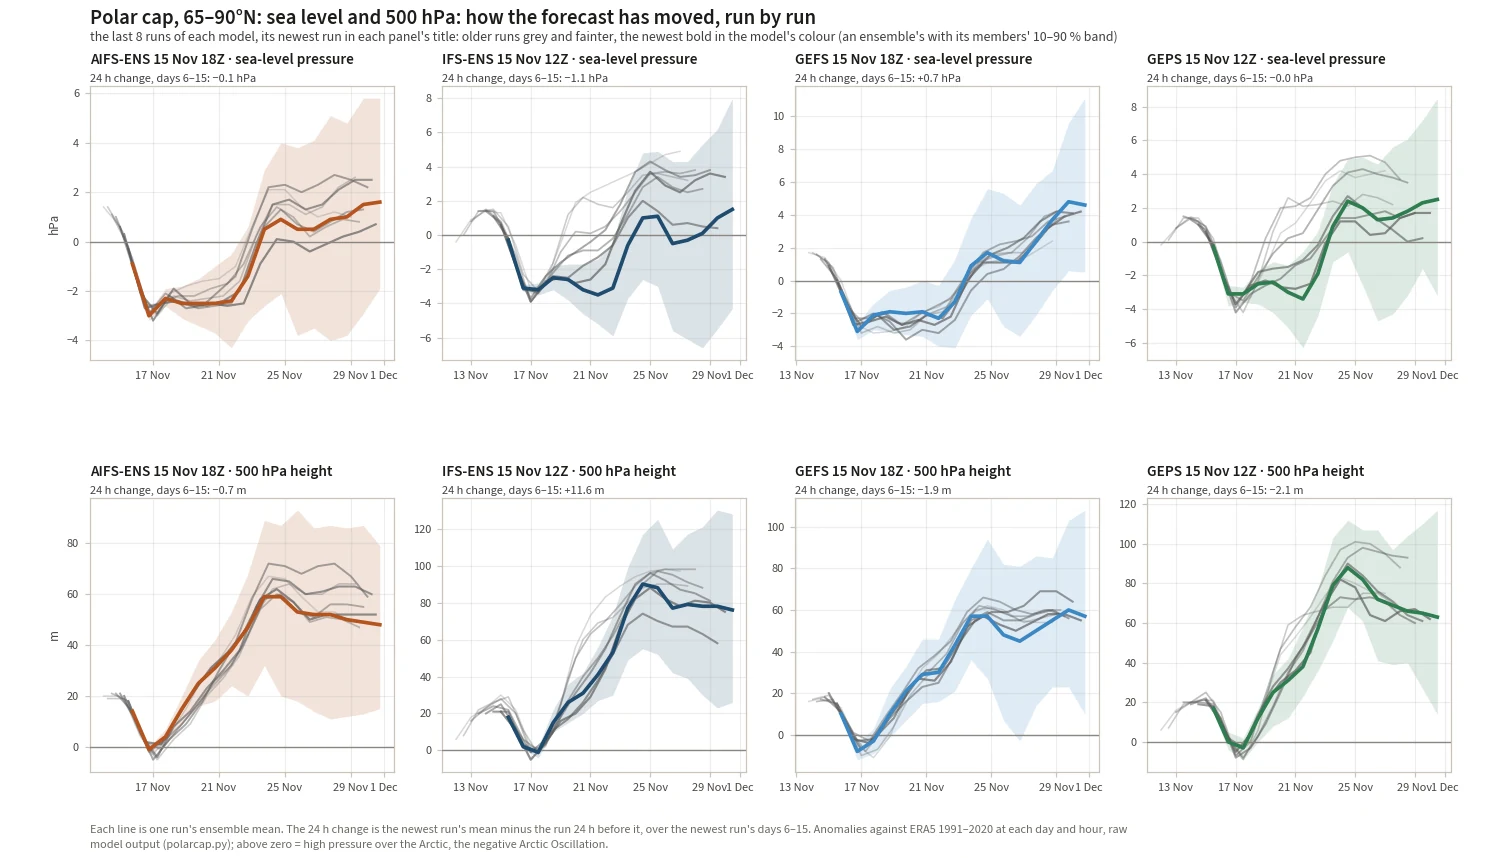 Polar cap, 65–90°N: sea level and 500 hPa: how the forecast has moved, run by run
the last 8 runs of each model, its newest run in each panel's title: older runs grey and fainter, the newest bold in the model's colour (an ensemble's with its members' 10–90 % band)
AIFS-ENS 15 Nov 18Z · sea-level pressure
24 h change, days 6–15: −0.1 hPa
hPa
6
4
2
0
−2
−4
17 Nov 21 Nov 25 Nov 29 Nov 1 Dec
IFS-ENS 15 Nov 12Z · sea-level pressure
24 h change, days 6–15: −1.1 hPa
8
6
4
2
0
−2
−4
−6
13 Nov 17 Nov 21 Nov 25 Nov 29 Nov 1 Dec
GEFS 15 Nov 18Z · sea-level pressure
24 h change, days 6–15: +0.7 hPa
10
8
6
4
2
0
−2
−4
13 Nov 17 Nov 21 Nov 25 Nov 29 Nov 1 Dec
GEPS 15 Nov 12Z · sea-level pressure
24 h change, days 6–15: −0.0 hPa
8
6
4
2
0
−2
−4
−6
13 Nov 17 Nov 21 Nov 25 Nov 29 Nov 1 Dec
AIFS-ENS 15 Nov 18Z · 500 hPa height
24 h change, days 6–15: −0.7 m
m
80
60
40
20
0
17 Nov 21 Nov 25 Nov 29 Nov 1 Dec
IFS-ENS 15 Nov 12Z · 500 hPa height
24 h change, days 6–15: +11.6 m
120
100
80
60
40
20
0
13 Nov 17 Nov 21 Nov 25 Nov 29 Nov 1 Dec
GEFS 15 Nov 18Z · 500 hPa height
24 h change, days 6–15: −1.9 m
100
80
60
40
20
0
13 Nov 17 Nov 21 Nov 25 Nov 29 Nov 1 Dec
GEPS 15 Nov 12Z · 500 hPa height
24 h change, days 6–15: −2.1 m
120
100
80
60
40
20
0
13 Nov 17 Nov 21 Nov 25 Nov 29 Nov 1 Dec
Each line is one run's ensemble mean. The 24 h change is the newest run's mean minus the run 24 h before it, over the newest run's days 6–15. Anomalies against ERA5 1991–2020 at each day and hour, raw
model output (polarcap.py); above zero = high pressure over the Arctic, the negative Arctic Oscillation.